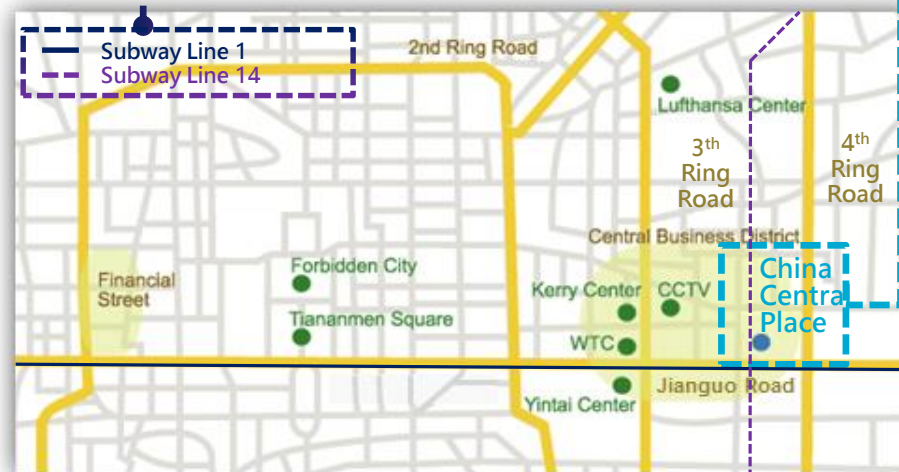 Subway Line 1
Subway Line 14
2nd Ring Road
Lufthansa Center
3th
Ring
Road
4th
Ring
Road
Central Business District
Financial
Street
Forbidden City
Tiananmen Square
Kerry Center
CCTV
WTC
China
Central
Place
Jianguo Road
Yintai Center